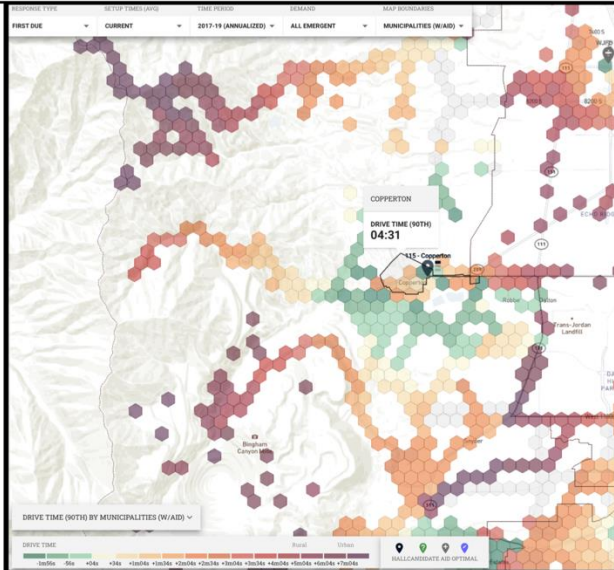 RESPONSE TYPE
SETUP TIMES (AVG)
TIME PERIOD
DEMAND
MAP BOUNDARIES
FIRST DUE
CURRENT
2017-19 (ANNUALIZED)
ALL EMERGENT
MUNICIPALITIES (W/AID)
111
COPPERTON
DRIVE TIME (90TH)
04:31
111
115 - Copperton
Copperton
Trans-Jordan
Landfill
Bingham
Canyon Mine
DRIVE TIME (90TH) BY MUNICIPALITIES (W/AID)
DRIVE TIME
Rural
Urban
-1m56s -56s +04s +34s +1m04s +1m34s +2m04s +2m34s +3m04s +3m34s +4m04s +5m04s +6m04s +7m04s
HALL CANDIDATE AID OPTIMAL